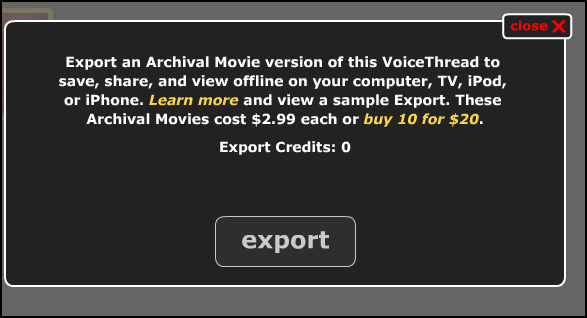 close
Export an Archival Movie version of this VoiceThread to
save, share, and view offline on your computer, TV, iPod,
or iPhone. Learn more and view a sample Export. These
Archival Movies cost $2.99 each or buy 10 for $20.
Export Credits: 0
export